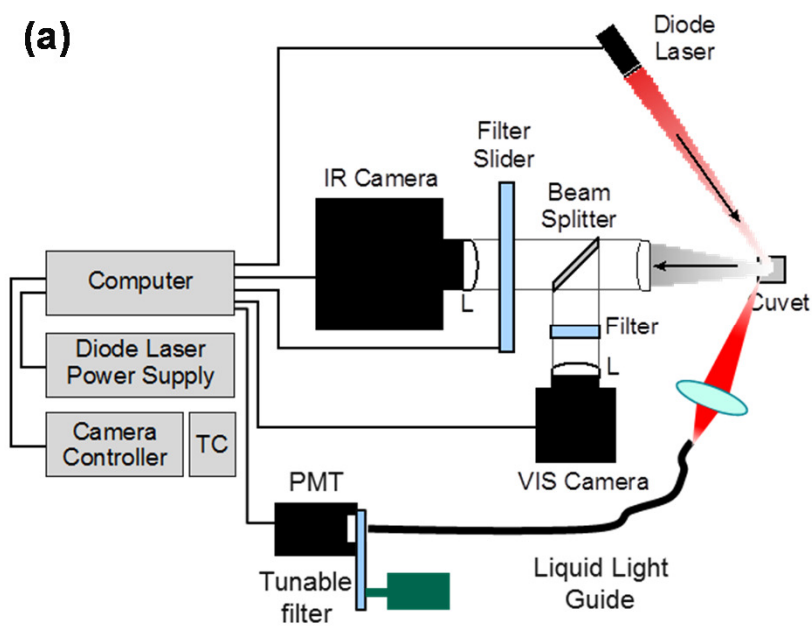 (a)
Diode
Laser
Filter
Slider
IR Camera
Beam
Splitter
Computer
L
Cuvet
Filter
Diode Laser
Power Supply
L
Camera
Controller
TC
VIS Camera
PMT
Tunable
filter
Liquid Light
Guide